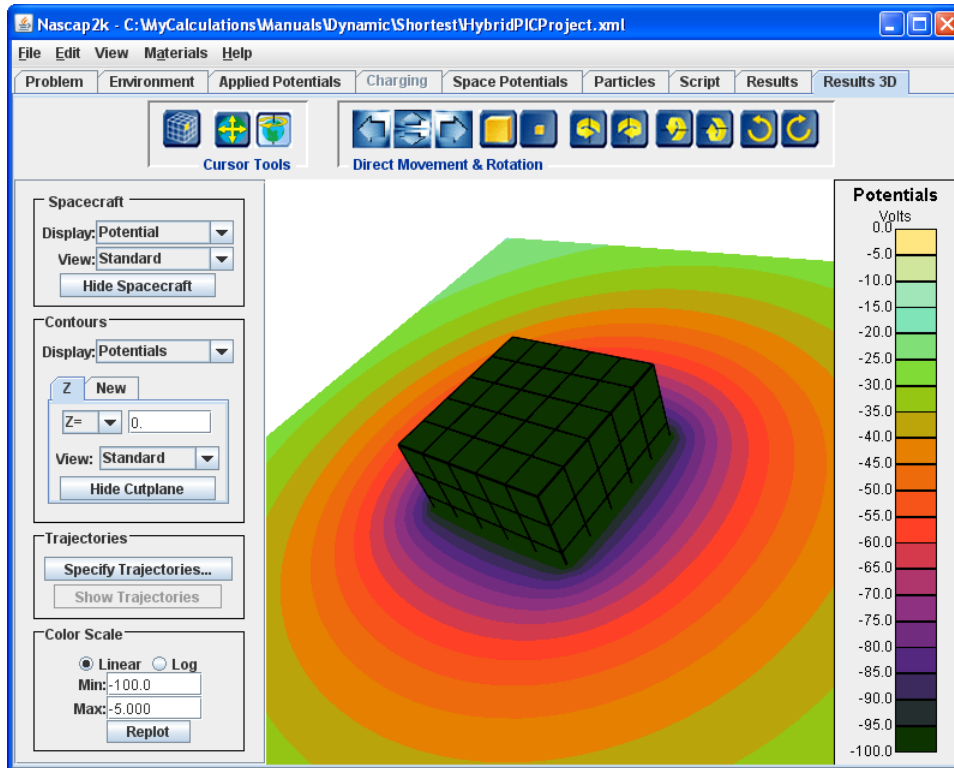 Nascap2k - C:\MyCalculations\Manuals\Dynamic\Shortest\HybridPICProject.xml
File Edit View Materials Help
Problem Environment Applied Potentials Charging Space Potentials Particles Script Results Results 3D
Cursor Tools
Direct Movement & Rotation
Spacecraft
Display: Potential
View: Standard
Hide Spacecraft
Contours
Display: Potentials
Z New
Z= 0.
View: Standard
Hide Cutplane
Trajectories
Specify Trajectories...
Show Trajectories
Color Scale
Linear Log
Min: -100.0
Max: -5.000
Replot
Potentials
Volts
0.0
-5.0
-10.0
-15.0
-20.0
-25.0
-30.0
-35.0
-40.0
-45.0
-50.0
-55.0
-60.0
-65.0
-70.0
-75.0
-80.0
-85.0
-90.0
-95.0
-100.0